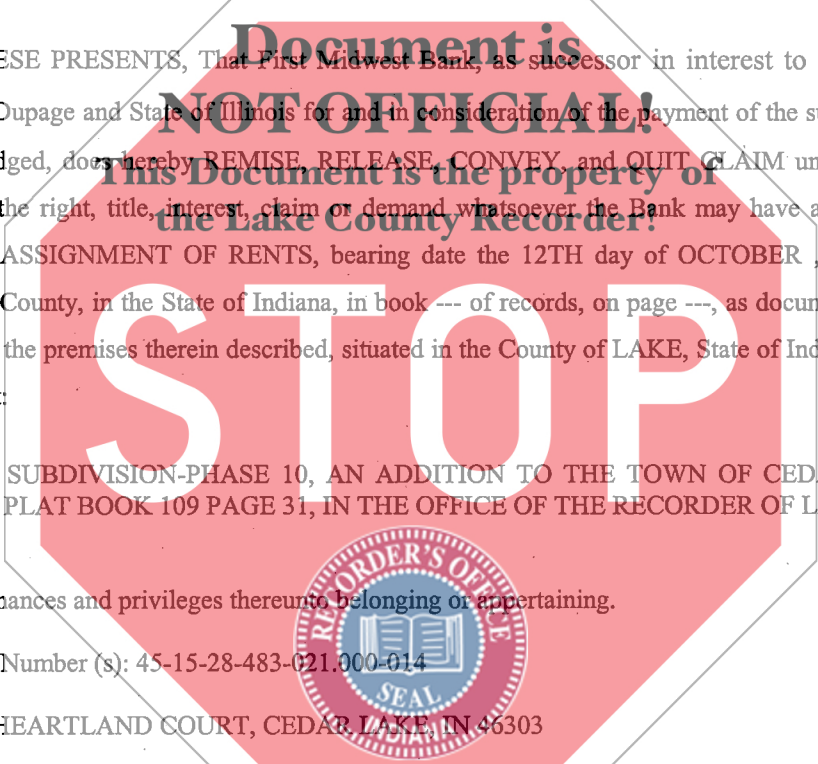 Document is
ESE PRESENTS, That First Midwest Bank, as successor in interest to
NOT OFFICIAL!
Dupage and State of Illinois for and in consideration of the payment of the
does hereby REMISE, RELEASE, CONVEY, and QUIT CLAIM
This Document is the property of
the right, title, interest, claim or demand whatsoever the Bank may have
the Lake County Recorder!
ASSIGNMENT OF RENTS, bearing date the 12TH day of OCTOBER ,
County, in the State of Indiana, in book --- of records, on page ---, as
the premises therein described, situated in the County of LAKE, State of
STOP
SUBDIVISION-PHASE 10, AN ADDITION TO THE TOWN OF
PLAT BOOK 109 PAGE 31, IN THE OFFICE OF THE RECORDER OF
and privileges thereunto belonging or appertaining.
Number (s): 45-15-28-483-021.000-014
HEARTLAND COURT, CEDAR LAKE, IN 46303
RECORDER'S OFFICE
SEAL
INDIANA